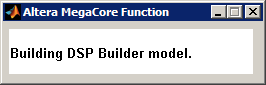 Altera MegaCore Function
Building DSP Builder model.